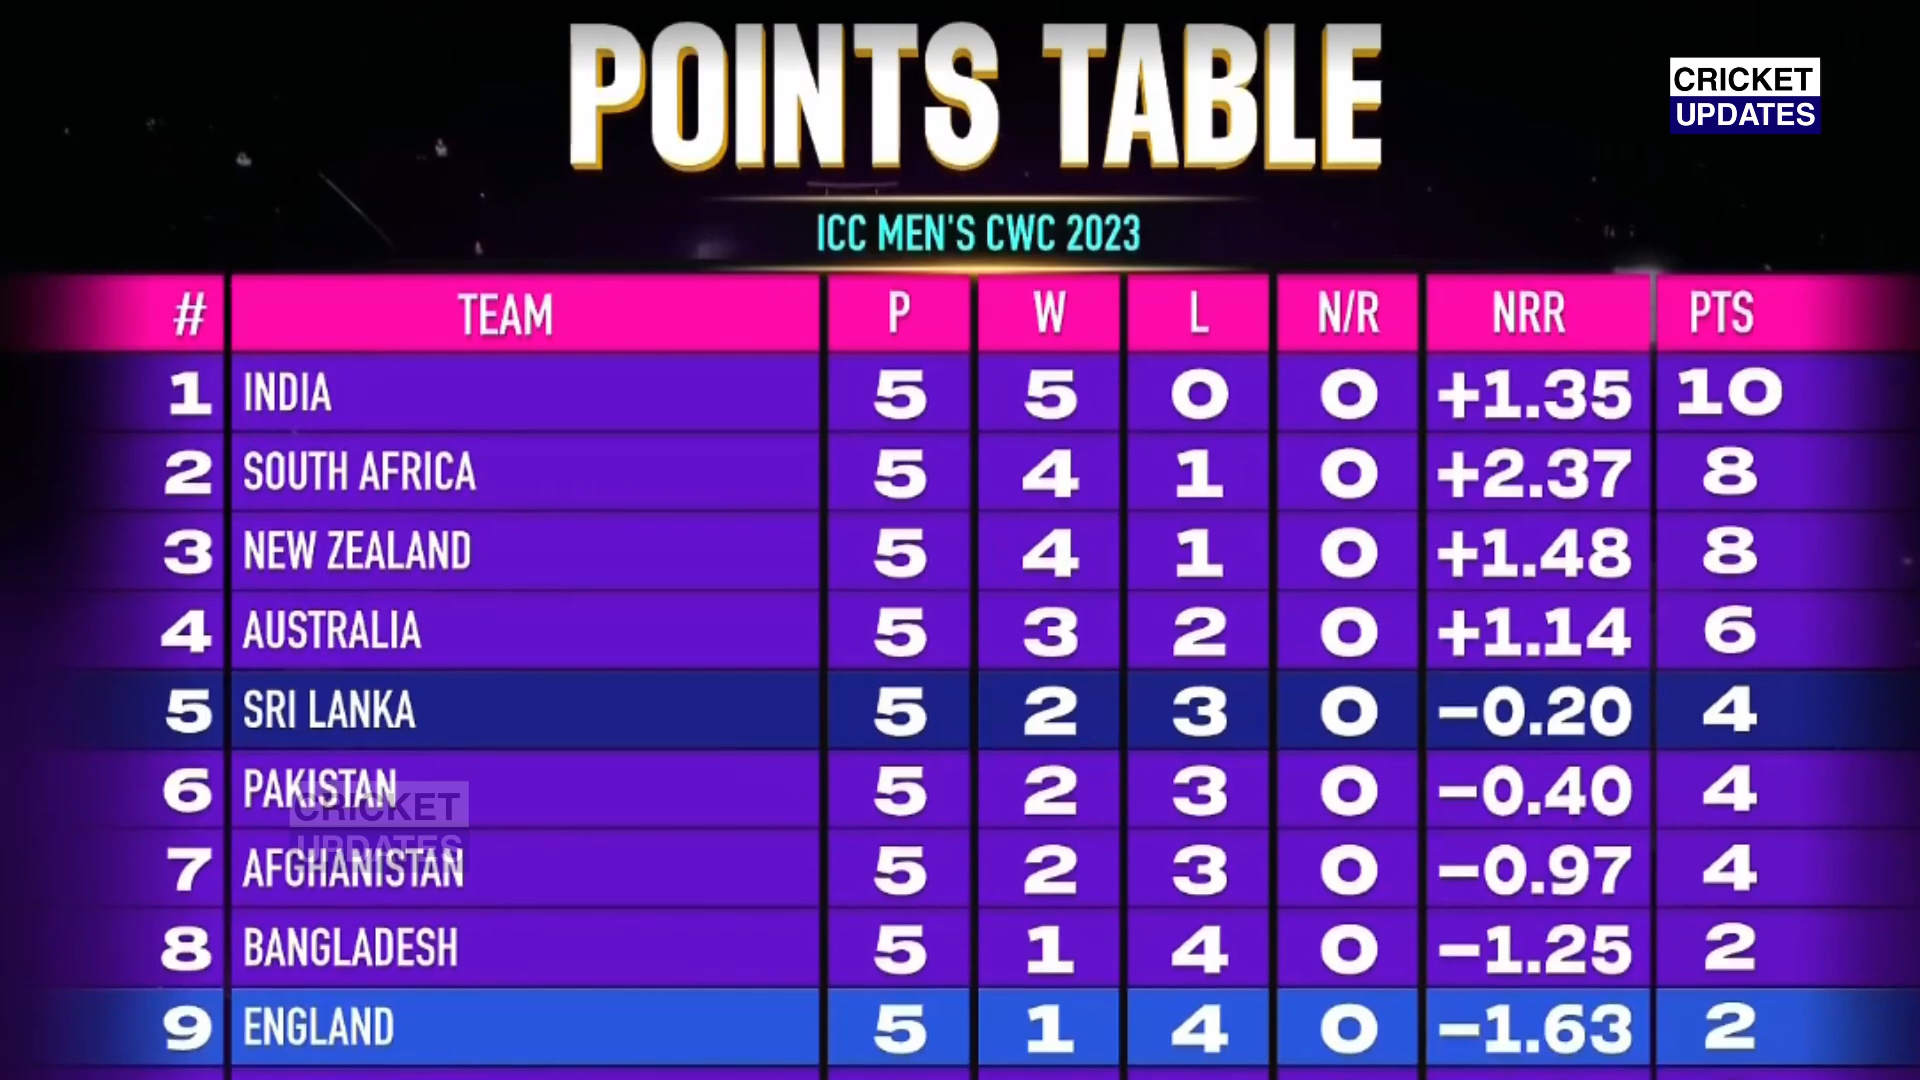 POINTS TABLE
CRICKET
UPDATES
ICC MEN'S CWC 2023
# TEAM P W L N/R NRR PTS
1 INDIA 5 5 0 0 +1.35 10
2 SOUTH AFRICA 5 4 1 0 +2.37 8
3 NEW ZEALAND 5 4 1 0 +1.48 8
4 AUSTRALIA 5 3 2 0 +1.14 6
5 SRI LANKA 5 2 3 0 −0.20 4
6 PAKISTAN 5 2 3 0 −0.40 4
CRICKET
UPDATES
7 AFGHANISTAN 5 2 3 0 −0.97 4
8 BANGLADESH 5 1 4 0 −1.25 2
9 ENGLAND 5 1 4 0 −1.63 2